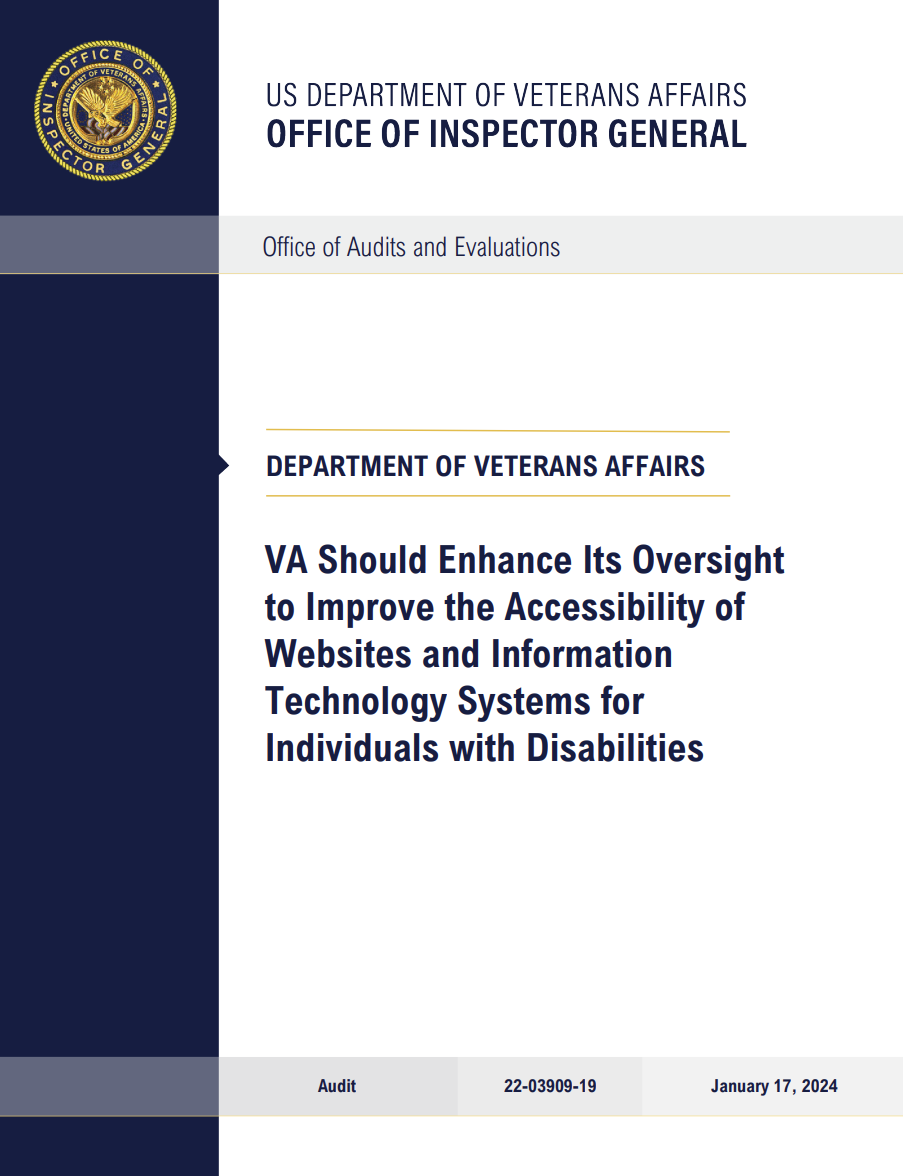 OFFICE OF
INSPECTOR GENERAL
DEPARTMENT OF VETERANS AFFAIRS
UNITED STATES OF AMERICA
US DEPARTMENT OF VETERANS AFFAIRS
OFFICE OF INSPECTOR GENERAL
Office of Audits and Evaluations
DEPARTMENT OF VETERANS AFFAIRS
VA Should Enhance Its Oversight
to Improve the Accessibility of
Websites and Information
Technology Systems for
Individuals with Disabilities
Audit
22-03909-19
January 17, 2024